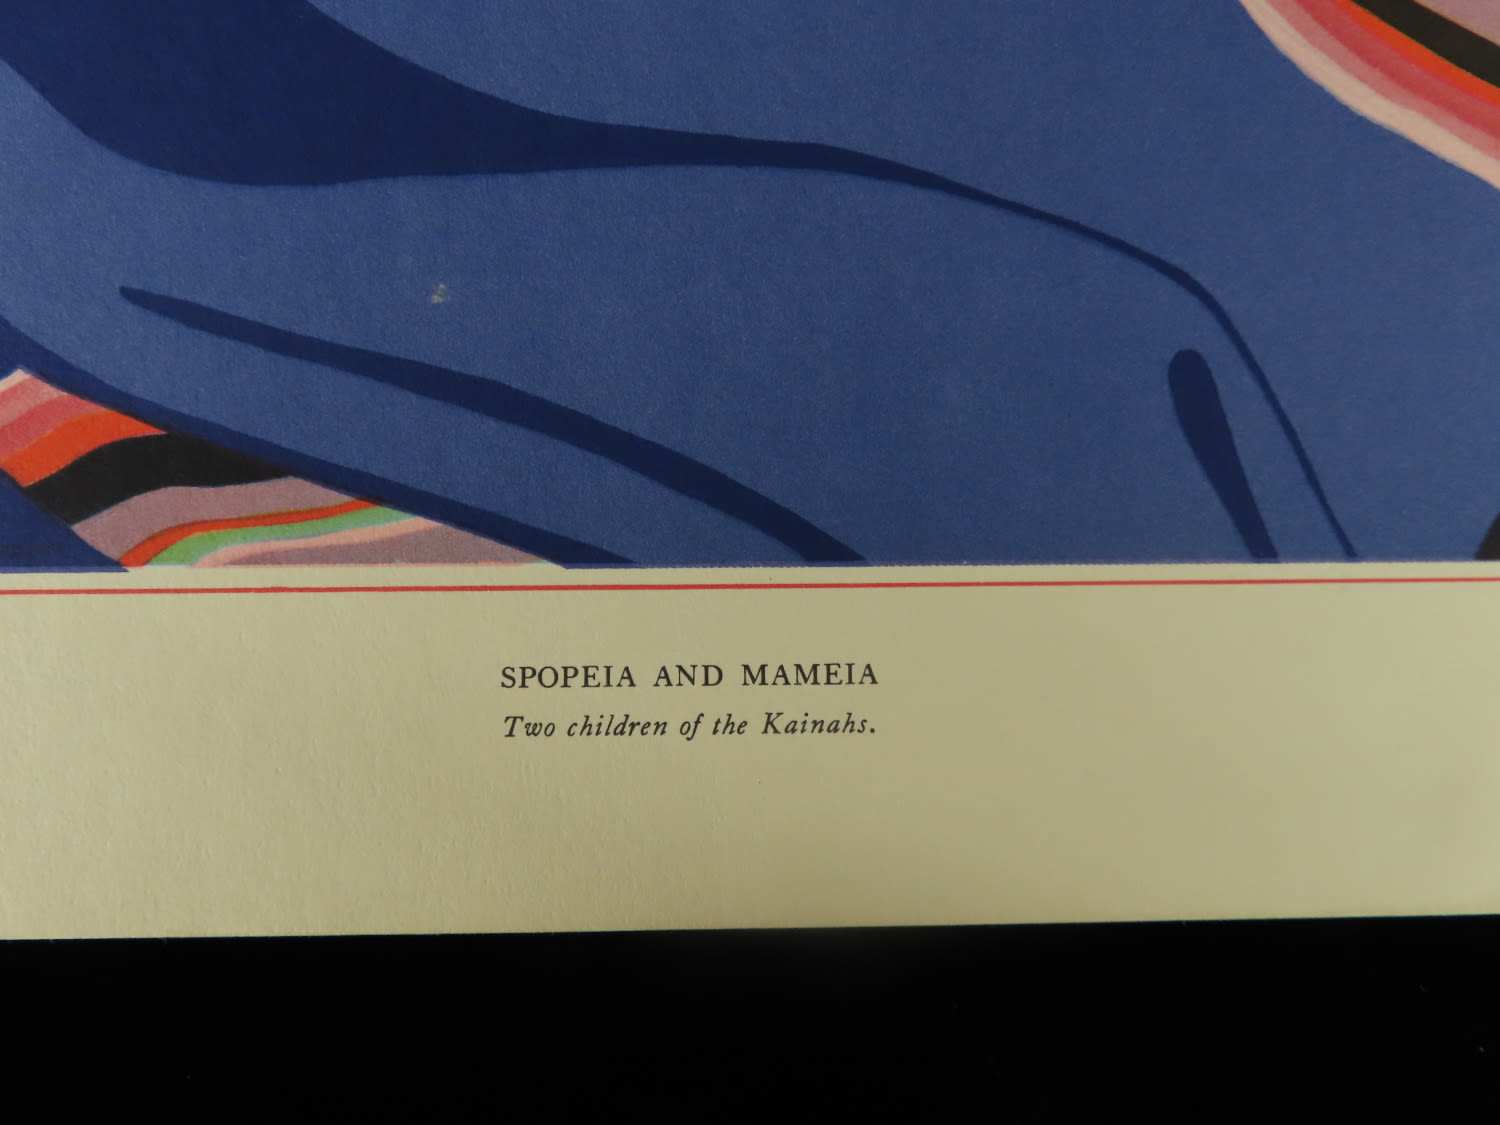 SPOPEIA AND MAMEIA
Two children of the Kainahs.